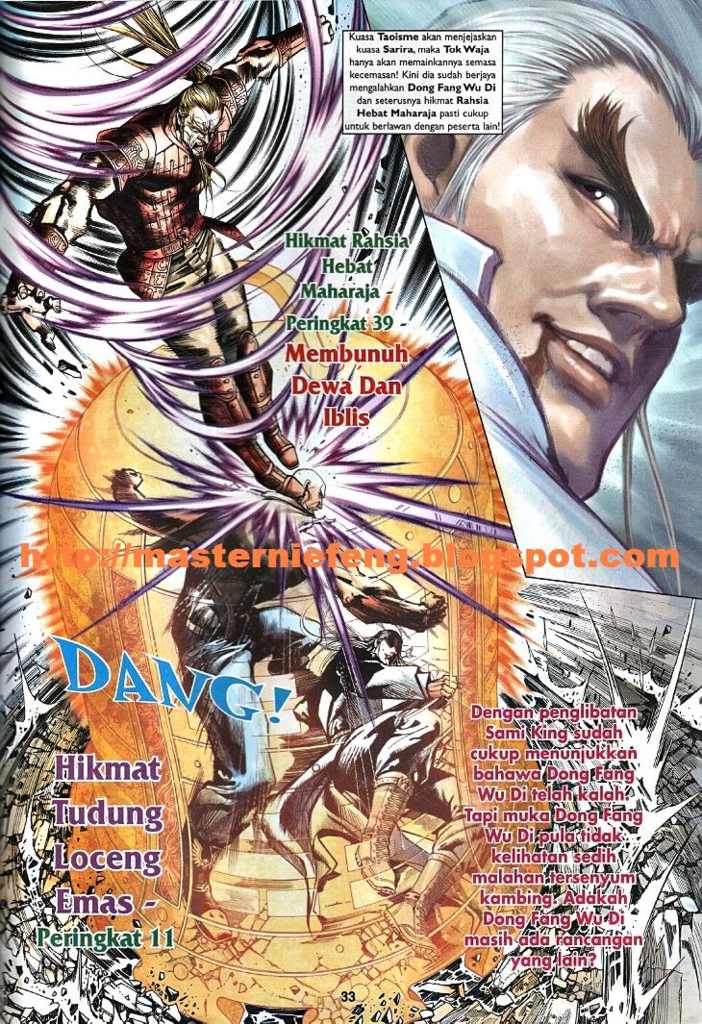 Kuasa Taoisme akan menjejaskan
kuasa Sarira, maka Tok Waja
hanya akan memainkannya semasa
kecemasan! Kini dia sudah berjaya
mengalahkan Dong Fang Wu Di
dan seterusnya hikmat Rahsia
Hebat Maharaja pasti cukup
untuk berlawan dengan peserta lain!
Hikmat Rahsia
Hebat
Maharaja -
Peringkat 39 -
Membunuh
Dewa Dan
Iblis
http://masterniefeng.blogspot.com
DANG!
Hikmat
Tudung
Loceng
Emas -
Peringkat 11
Dengan penglibatan
Sami King sudah
cukup menunjukkan
bahawa Dong Fang
Wu Di telah kalah.
Tapi muka Dong Fang
Wu Di pula tidak
kelihatan sedih
malahan tersenyum
kambing. Adakah
Dong Fang Wu Di
masih ada rancangan
yang lain?
33